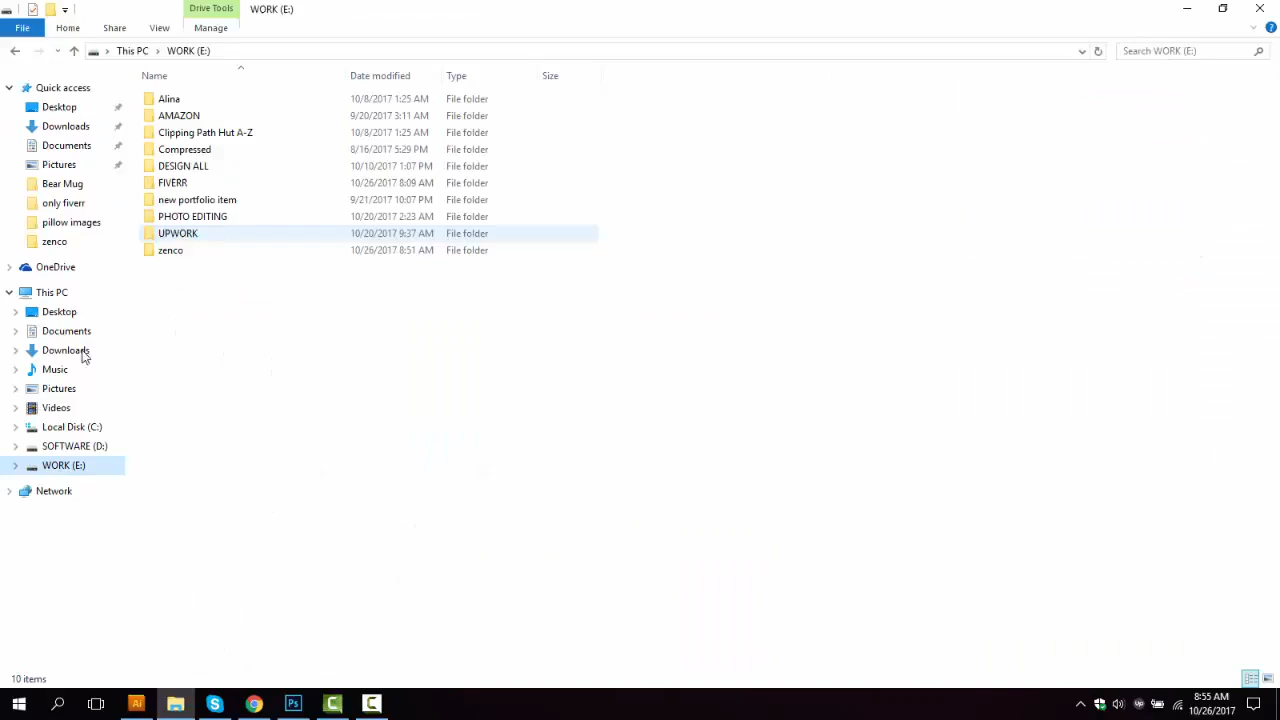 Drive Tools WORK (E:)
File Home Share View Manage
This PC WORK (E:) Search WORK (E:)
Name Date modified Type Size
Quick access
Desktop
Downloads
Documents
Pictures
Bear Mug
only fiverr
pillow images
zenco
OneDrive
This PC
Desktop
Documents
Downloads
Music
Pictures
Videos
Local Disk (C:)
SOFTWARE (D:)
WORK (E:)
Network
Alina 10/8/2017 1:25 AM File folder
AMAZON 9/20/2017 3:11 AM File folder
Clipping Path Hut A-Z 10/8/2017 1:25 AM File folder
Compressed 8/16/2017 5:29 PM File folder
DESIGN ALL 10/10/2017 1:07 PM File folder
FIVERR 10/26/2017 8:09 AM File folder
new portfolio item 9/21/2017 10:07 PM File folder
PHOTO EDITING 10/20/2017 2:23 AM File folder
UPWORK 10/20/2017 9:37 AM File folder
zenco 10/26/2017 8:51 AM File folder
10 items
Ai
Ps
8:55 AM
10/26/2017